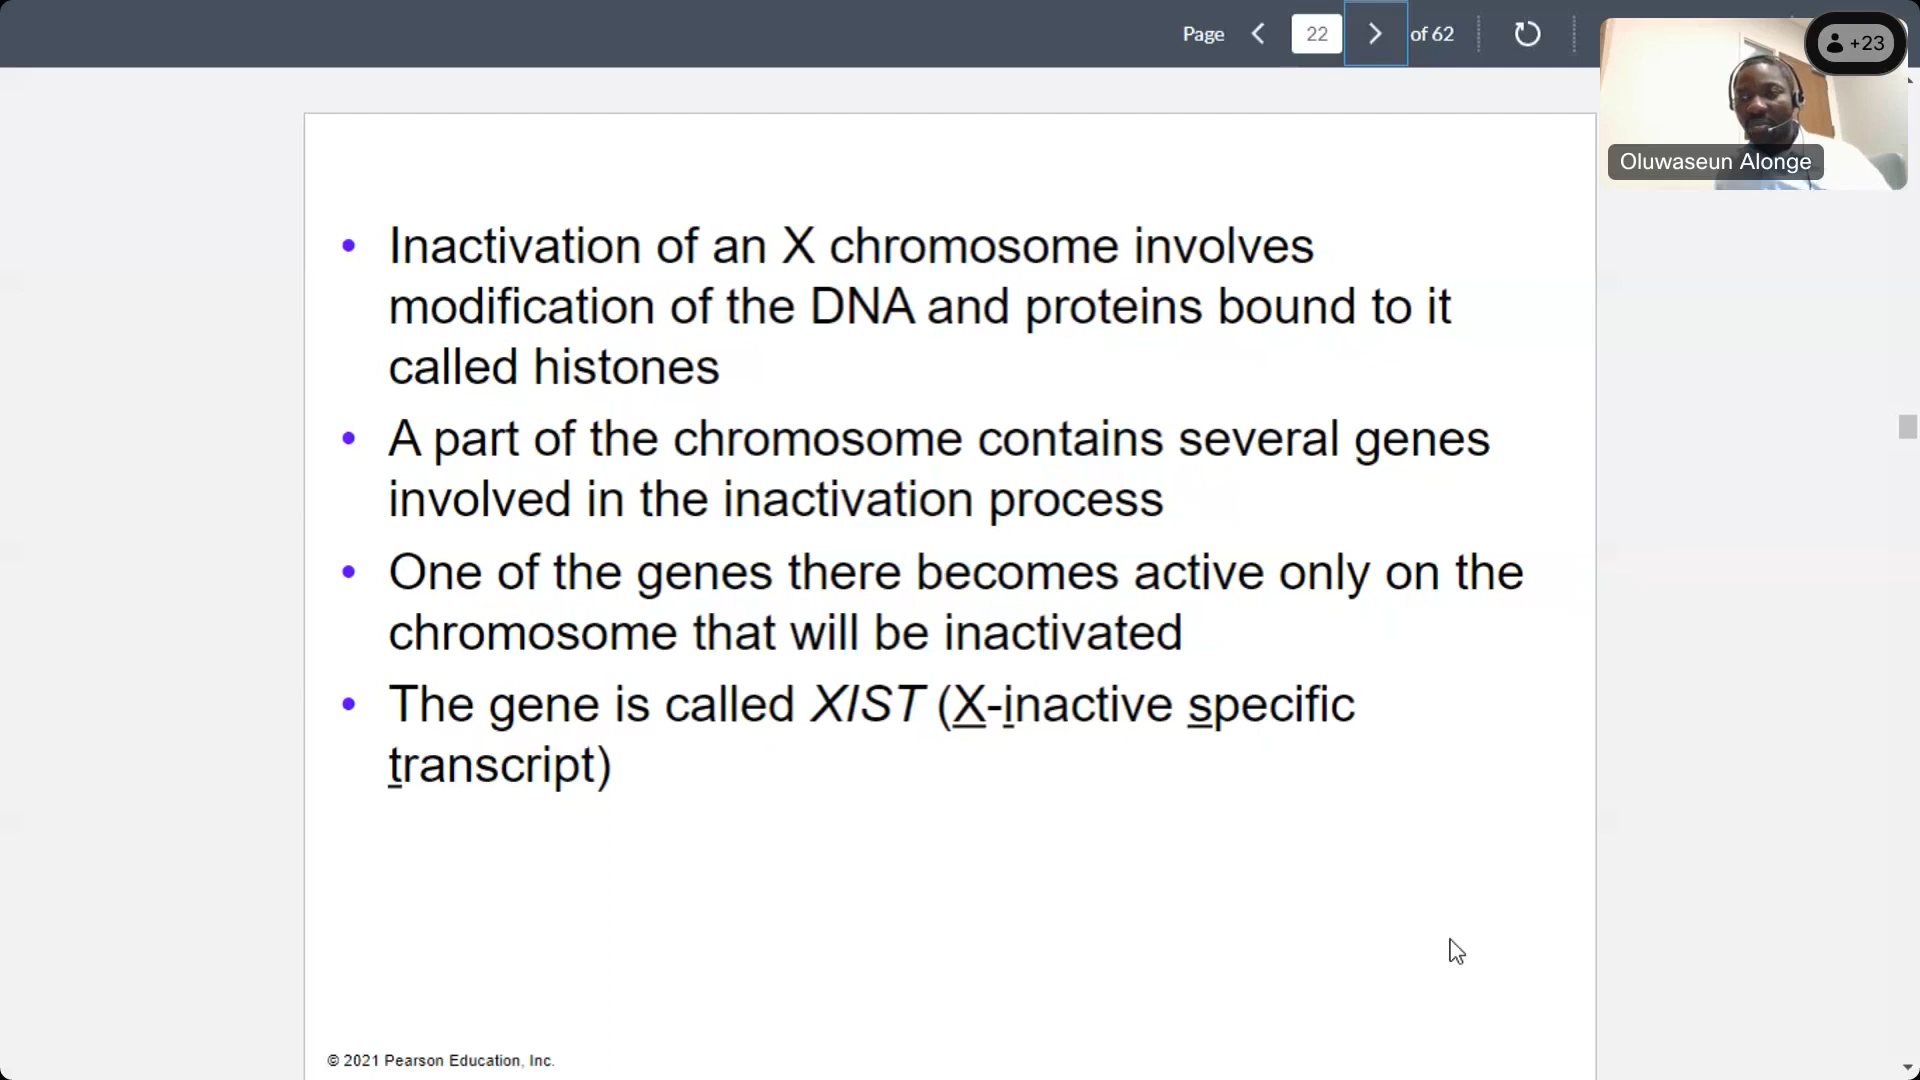 Page 22 of 62
+23
Oluwaseun Alonge
• Inactivation of an X chromosome involves
modification of the DNA and proteins bound to it
called histones
• A part of the chromosome contains several genes
involved in the inactivation process
• One of the genes there becomes active only on the
chromosome that will be inactivated
• The gene is called XIST (X-inactive specific
transcript)
© 2021 Pearson Education, Inc.